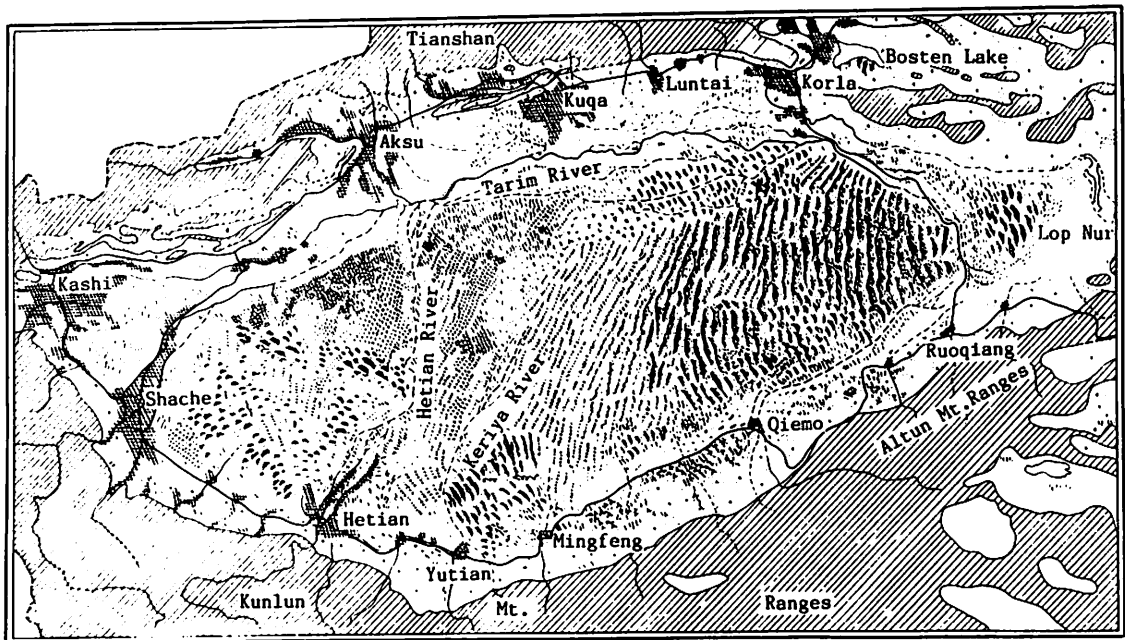 Tianshan
Bosten Lake
Luntai
Korla
Kuqa
Aksu
Tarim River
Lop Nur
Kashi
Hetian River
Ruoqiang
Keriya River
Shache
Altun Mt. Ranges
Qiemo
Hetian
Mingfeng
Yutian
Kunlun
Mt.
Ranges